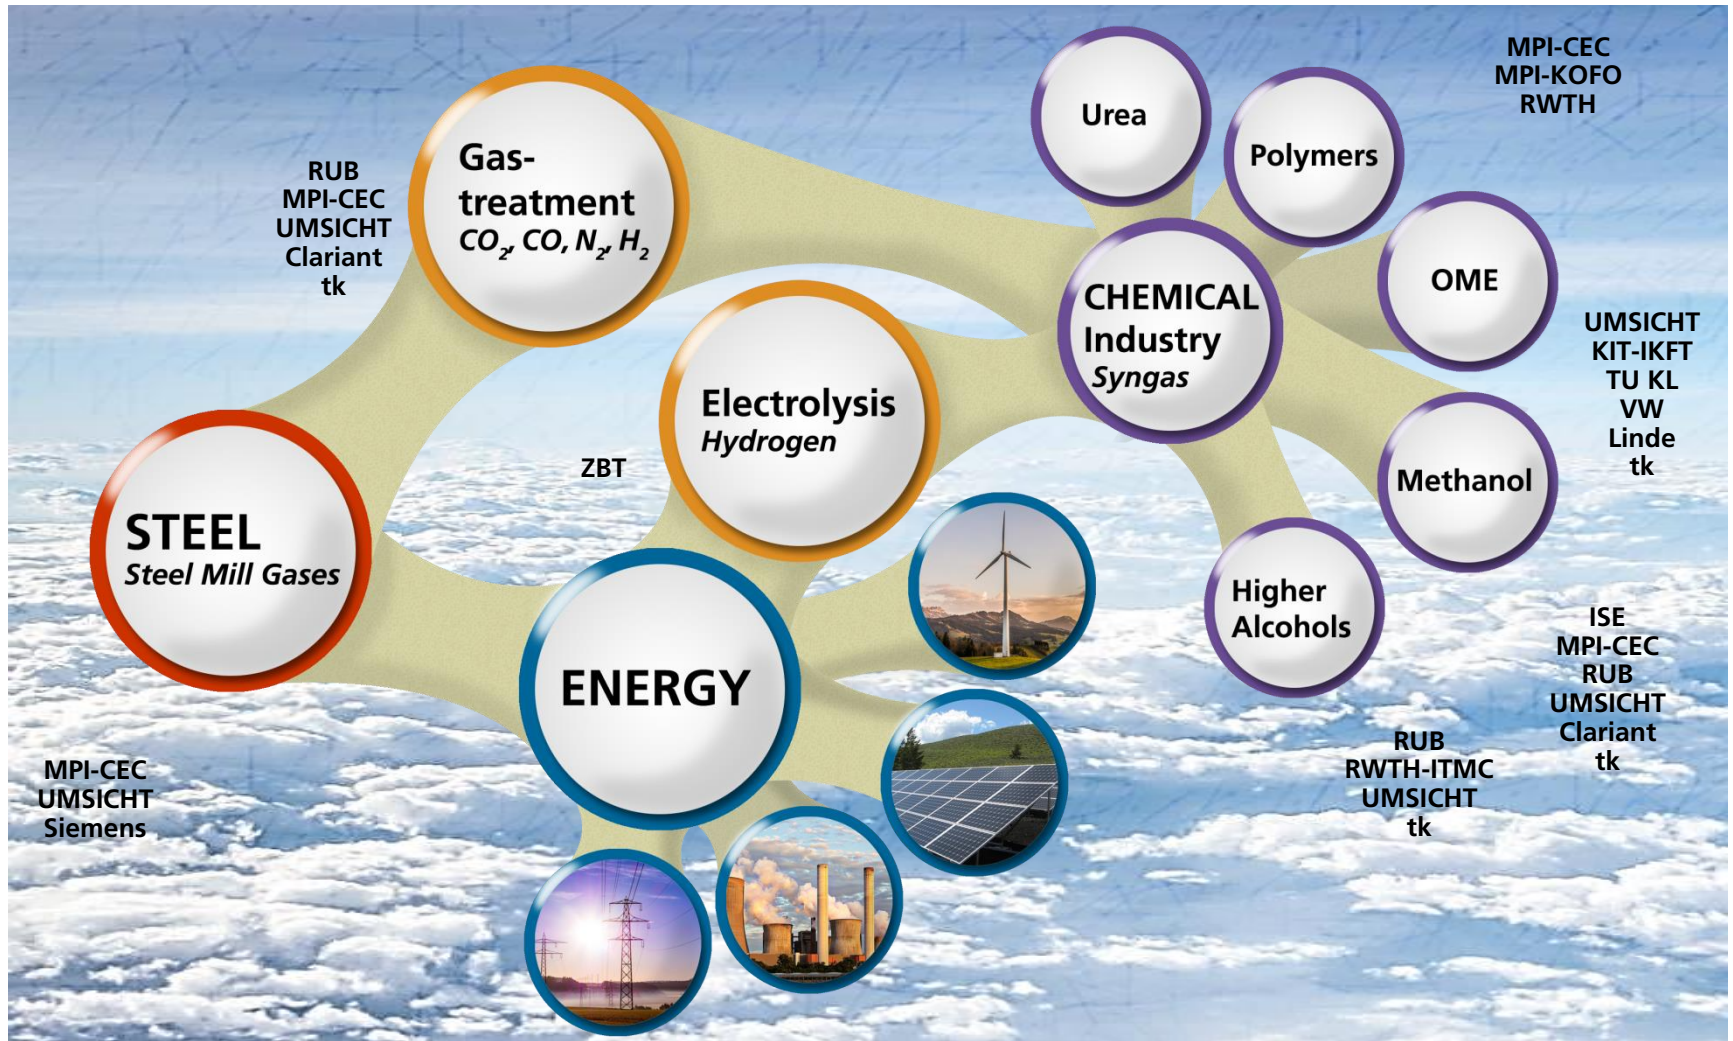 Urea
MPI-CEC
MPI-KOFO
RWTH
Polymers
Gas-
treatment
CO₂, CO, N₂, H₂
RUB
MPI-CEC
UMSICHT
Clariant
tk
OME
CHEMICAL
Industry
Syngas
UMSICHT
KIT-IKFT
TU KL
VW
Linde
tk
Electrolysis
Hydrogen
ZBT
Methanol
STEEL
Steel Mill Gases
Higher
Alcohols
ENERGY
ISE
MPI-CEC
RUB
UMSICHT
Clariant
tk
RUB
RWTH-ITMC
UMSICHT
tk
MPI-CEC
UMSICHT
Siemens